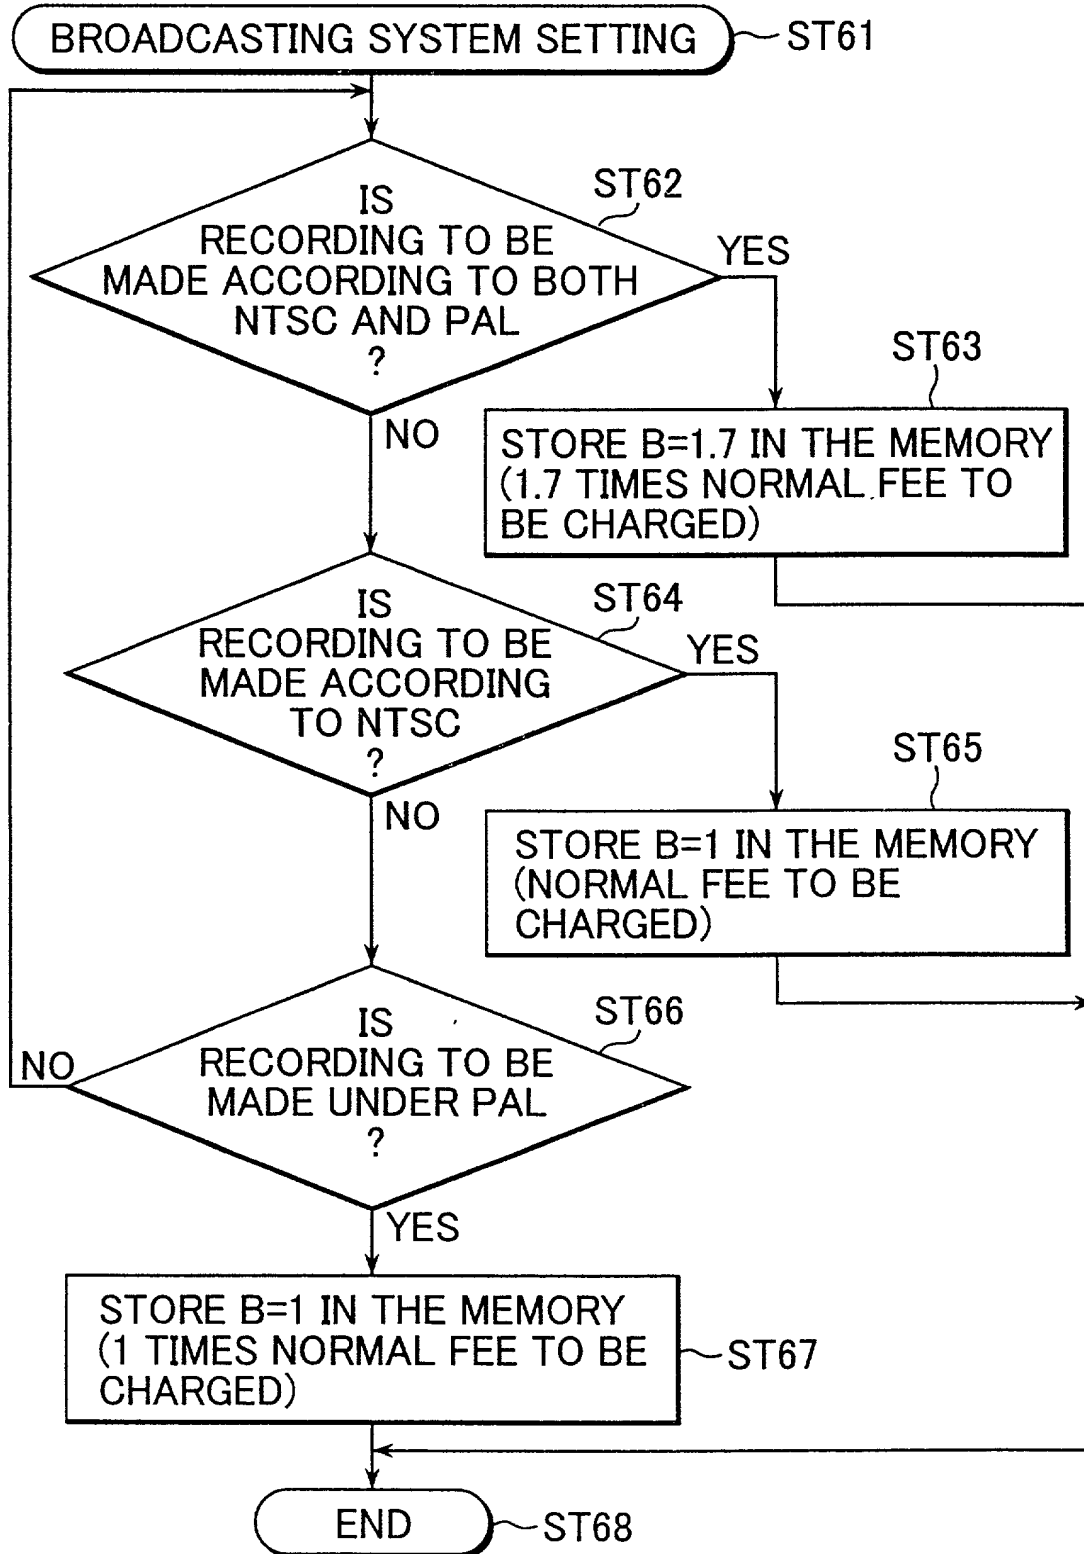 BROADCASTING SYSTEM SETTING
ST61
IS
RECORDING TO BE
MADE ACCORDING TO BOTH
NTSC AND PAL
?
ST62
YES
NO
ST63
STORE B=1.7 IN THE MEMORY
(1.7 TIMES NORMAL FEE TO
BE CHARGED)
IS
RECORDING TO BE
MADE ACCORDING
TO NTSC
?
ST64
YES
NO
ST65
STORE B=1 IN THE MEMORY
(NORMAL FEE TO BE
CHARGED)
IS
RECORDING TO BE
MADE UNDER PAL
?
ST66
NO
YES
STORE B=1 IN THE MEMORY
(1 TIMES NORMAL FEE TO BE
CHARGED)
ST67
END
ST68